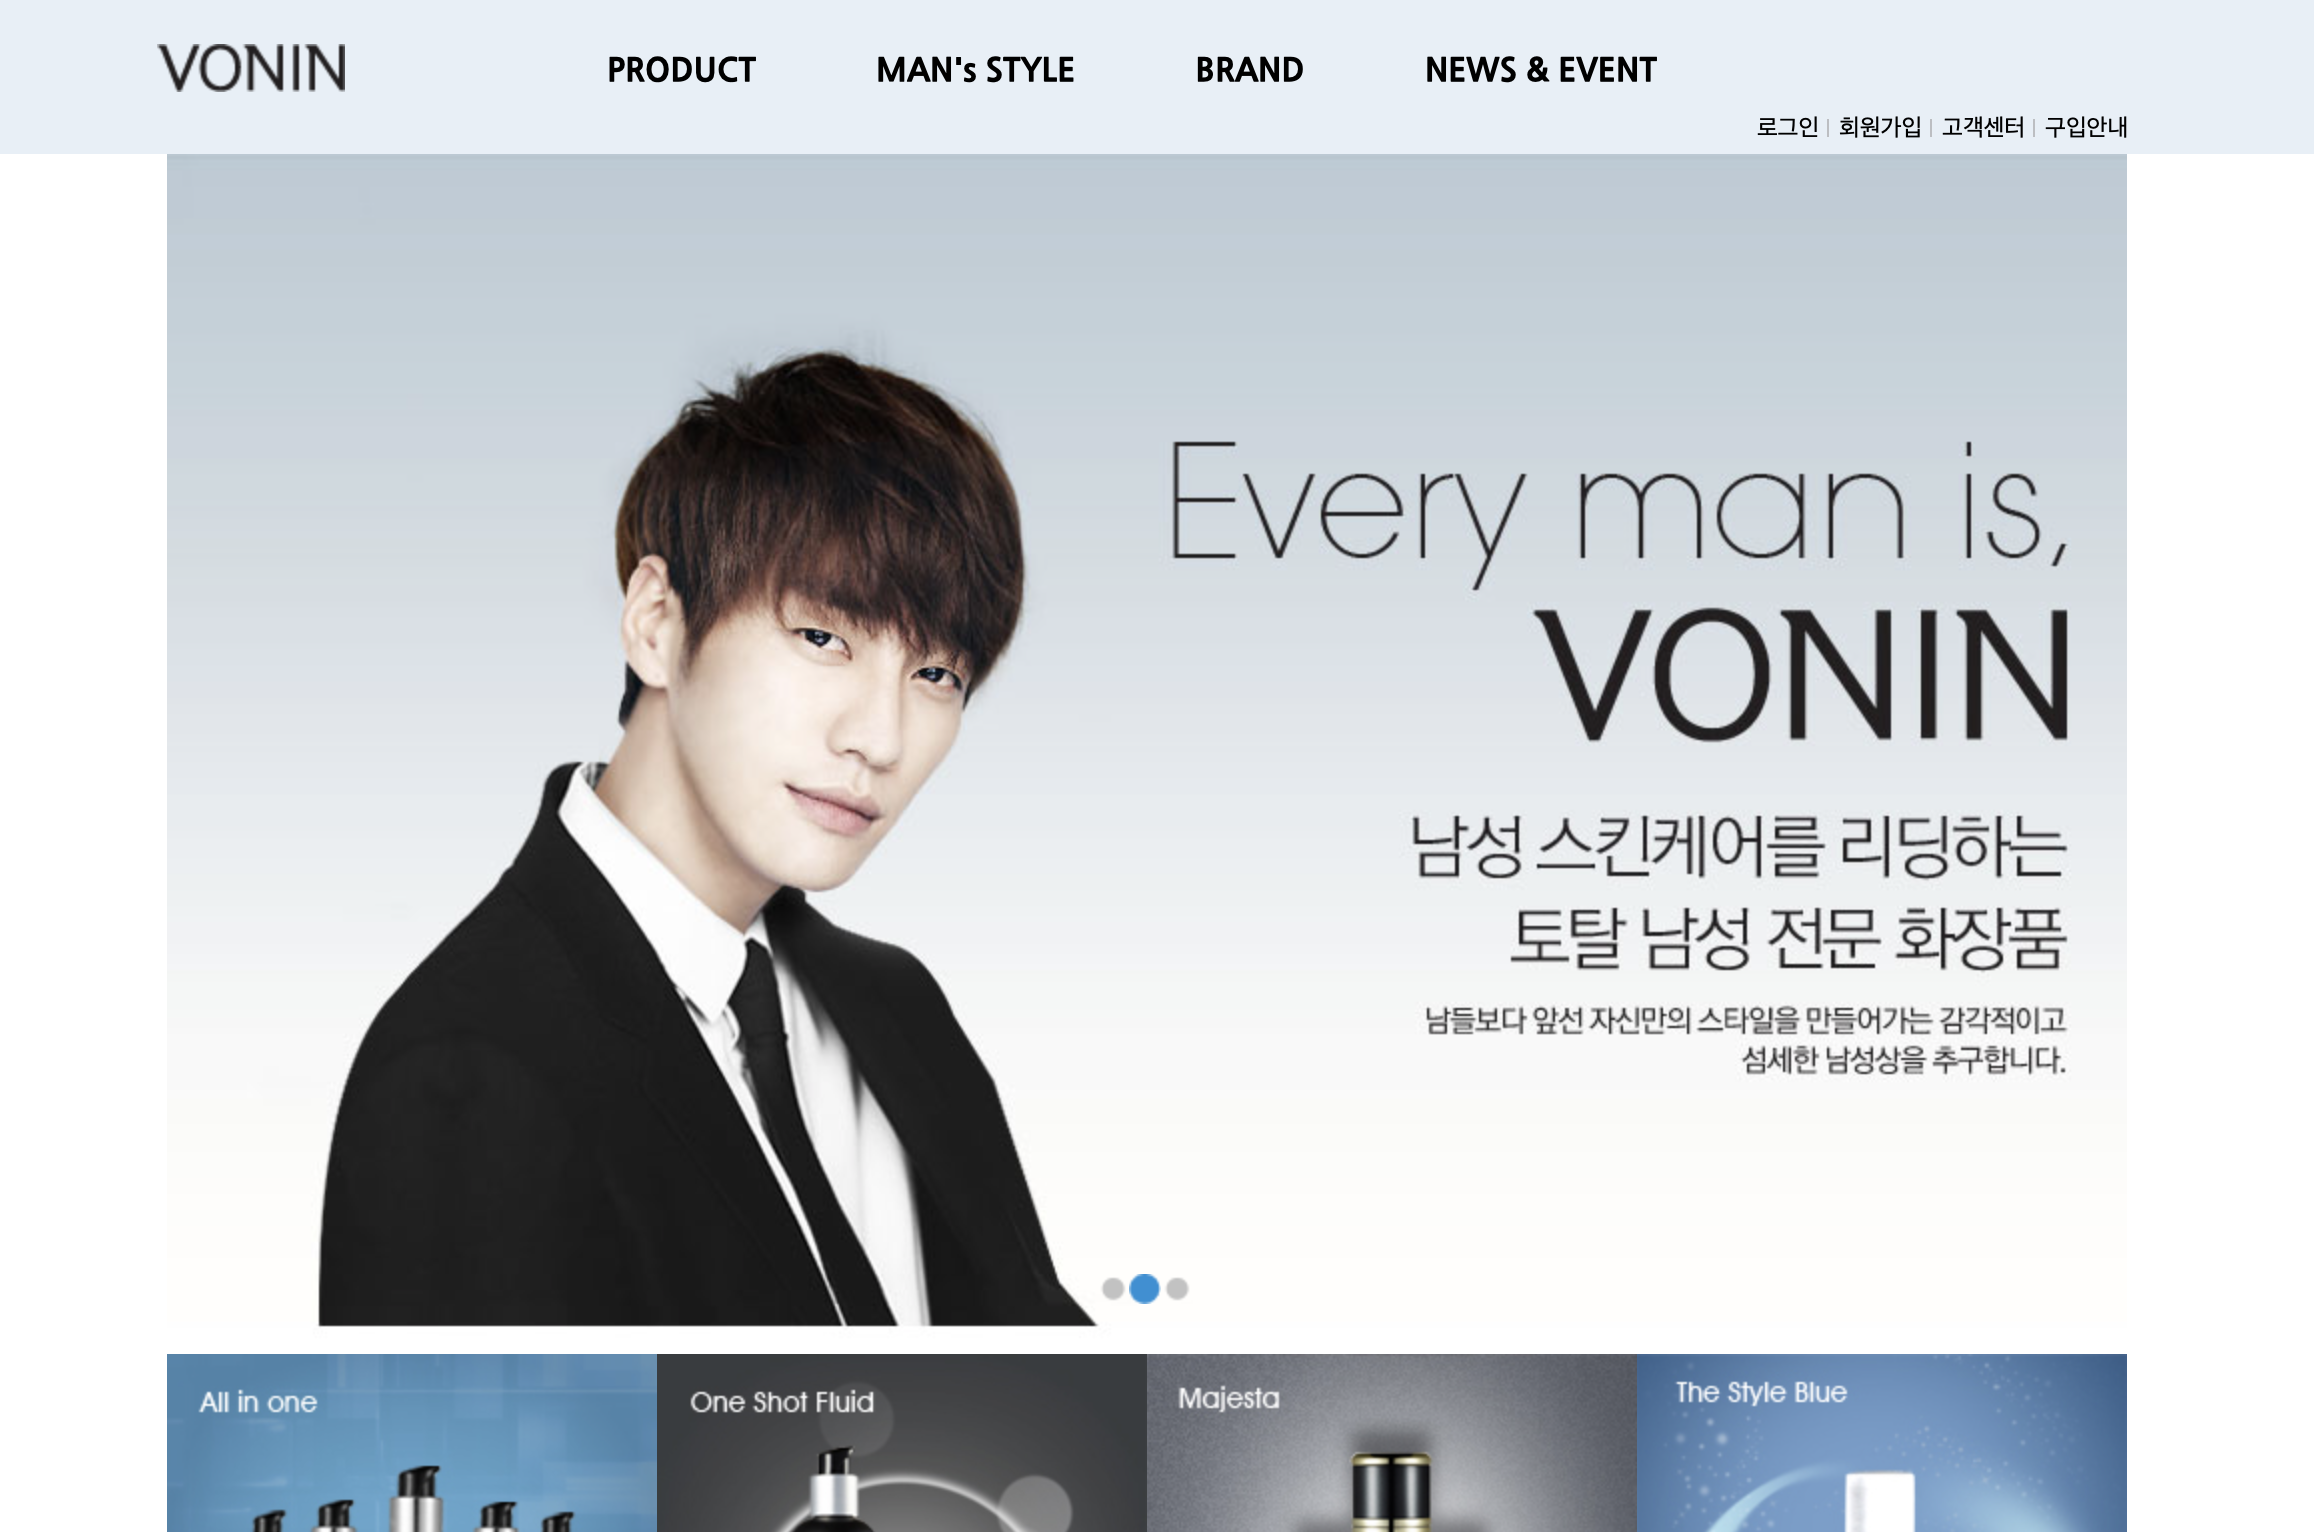 VONIN
PRODUCT MAN's STYLE BRAND NEWS & EVENT
로그인 | 회원가입 | 고객센터 | 구입안내
Every man is,
VONIN
남성 스킨케어를 리딩하는
토탈 남성 전문 화장품
남들보다 앞선 자신만의 스타일을 만들어가는 감각적이고
섬세한 남성상을 추구합니다.
All in one
One Shot Fluid
Majesta
The Style Blue